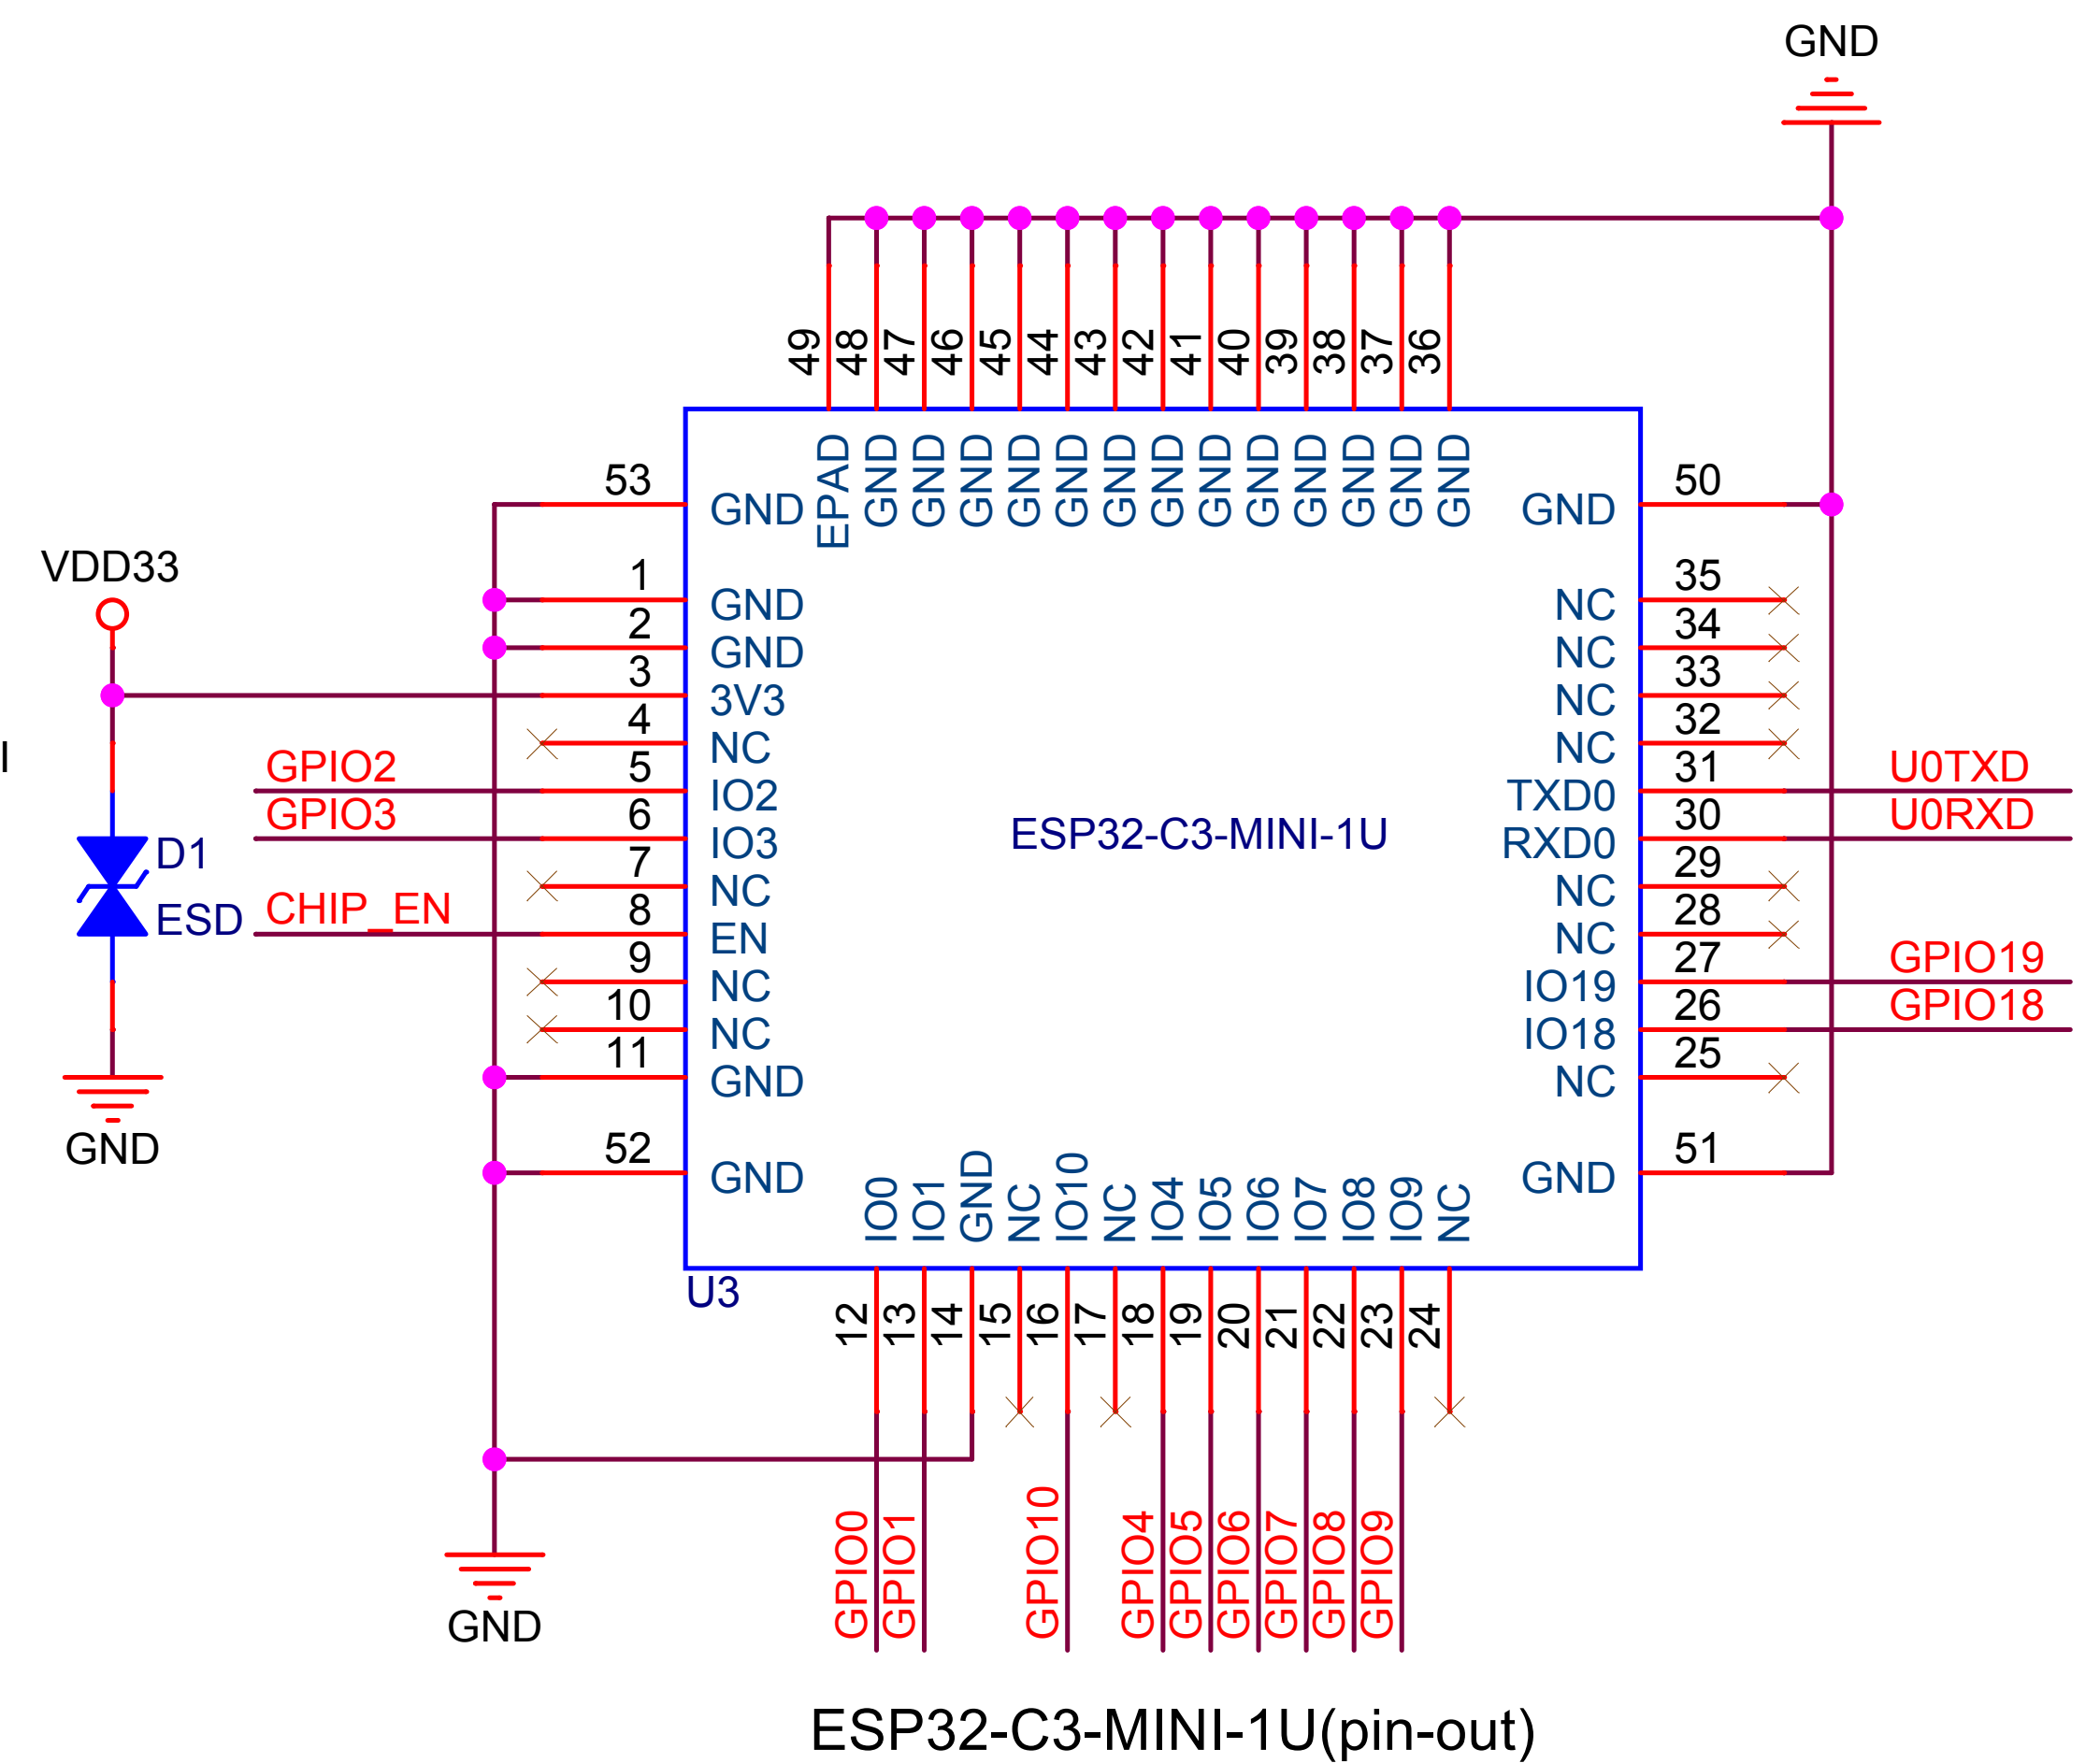 GND
49
48
47
46
45
44
43
42
41
40
39
38
37
36
EPAD
GND
GND
GND
GND
GND
GND
GND
GND
GND
GND
GND
GND
GND
53 GND
GND 50
1 GND
NC 35
2 GND
NC 34
VDD33
3 3V3
NC 33
4 NC
NC 32
I
GPIO2 5 IO2
TXD0 31 U0TXD
GPIO3 6 IO3
ESP32-C3-MINI-1U
RXD0 30 U0RXD
D1
7 NC
NC 29
ESD
CHIP_EN 8 EN
NC 28
9 NC
IO19 27 GPIO19
10 NC
IO18 26 GPIO18
11 GND
NC 25
GND
52 GND
GND 51
IO0
IO1
GND
NC
IO10
NC
IO4
IO5
IO6
IO7
IO8
IO9
NC
U3
12
13
14
15
16
17
18
19
20
21
22
23
24
GPIO0
GPIO1
GPIO10
GPIO4
GPIO5
GPIO6
GPIO7
GPIO8
GPIO9
GND
ESP32-C3-MINI-1U(pin-out)